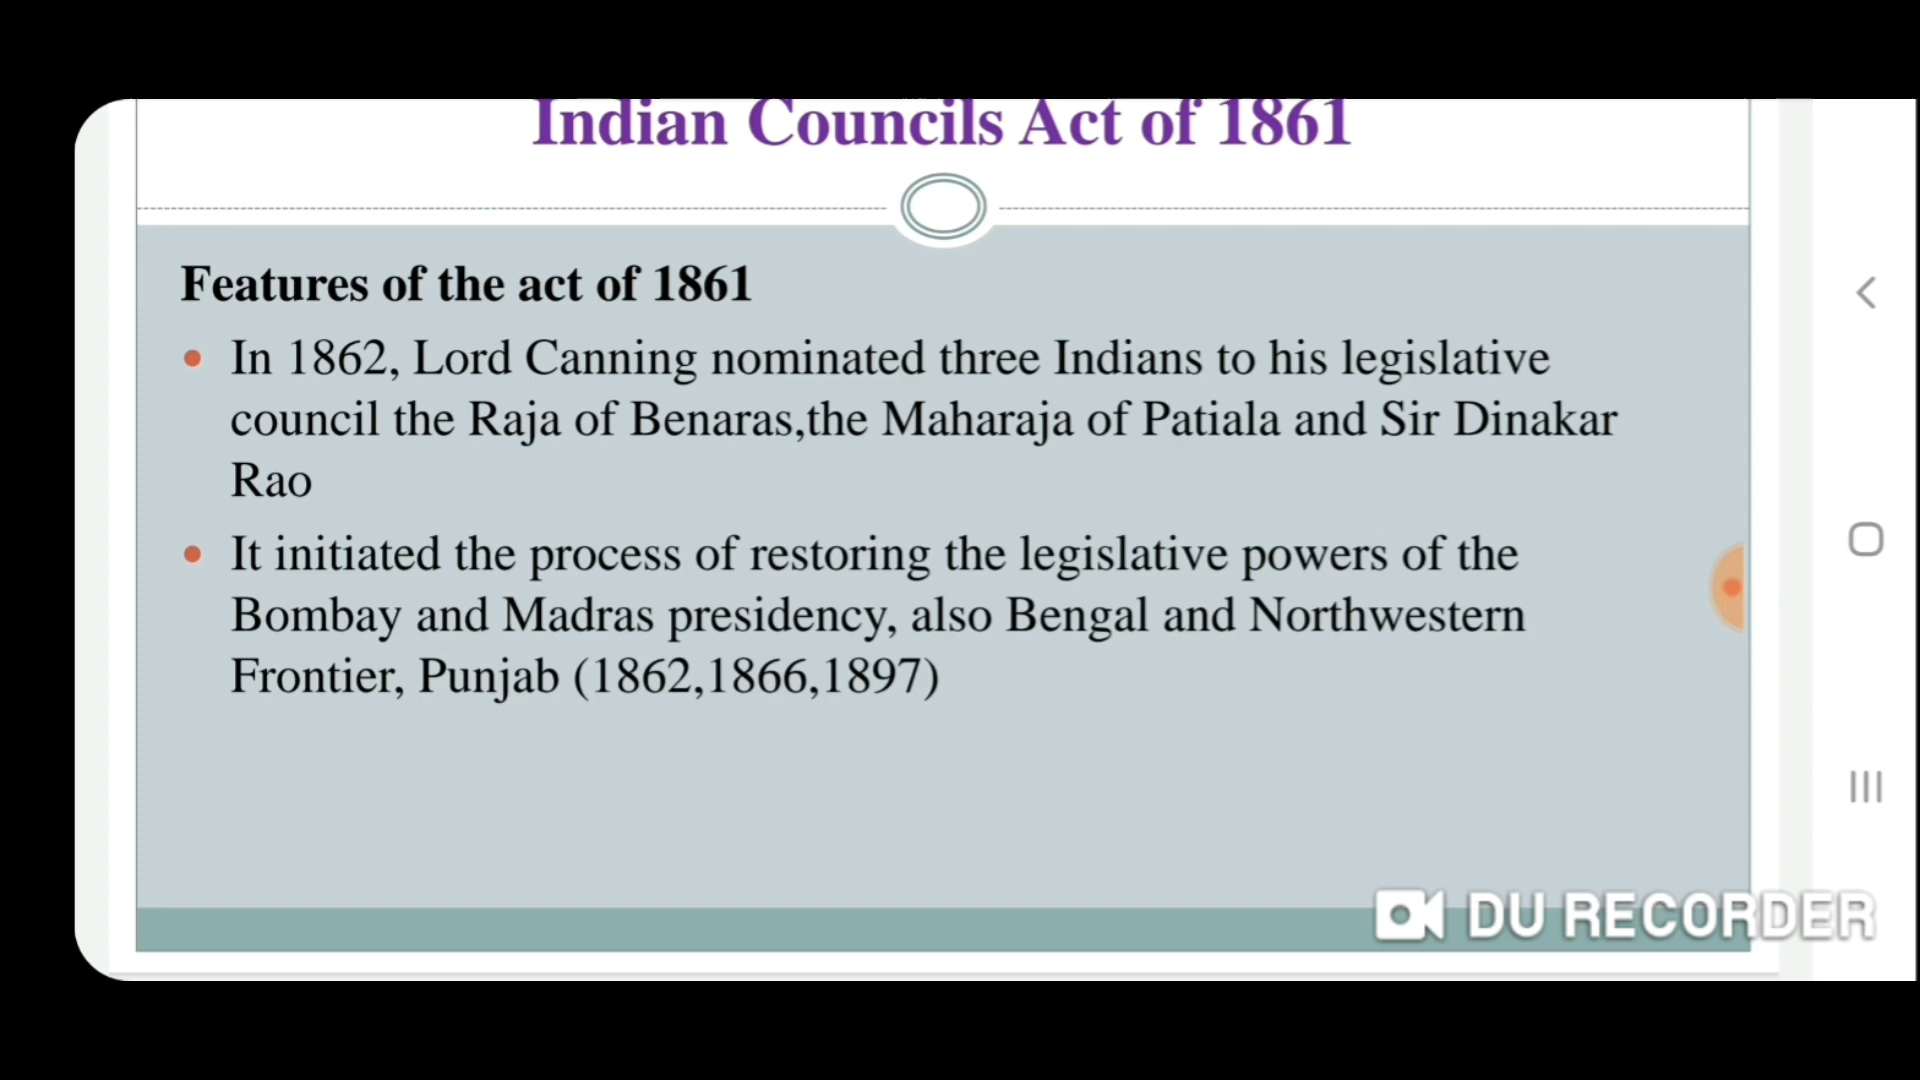 Indian Councils Act of 1861
Features of the act of 1861
In 1862, Lord Canning nominated three Indians to his legislative
council the Raja of Benaras,the Maharaja of Patiala and Sir Dinakar
Rao
It initiated the process of restoring the legislative powers of the
Bombay and Madras presidency, also Bengal and Northwestern
Frontier, Punjab (1862,1866,1897)
DU RECORDER